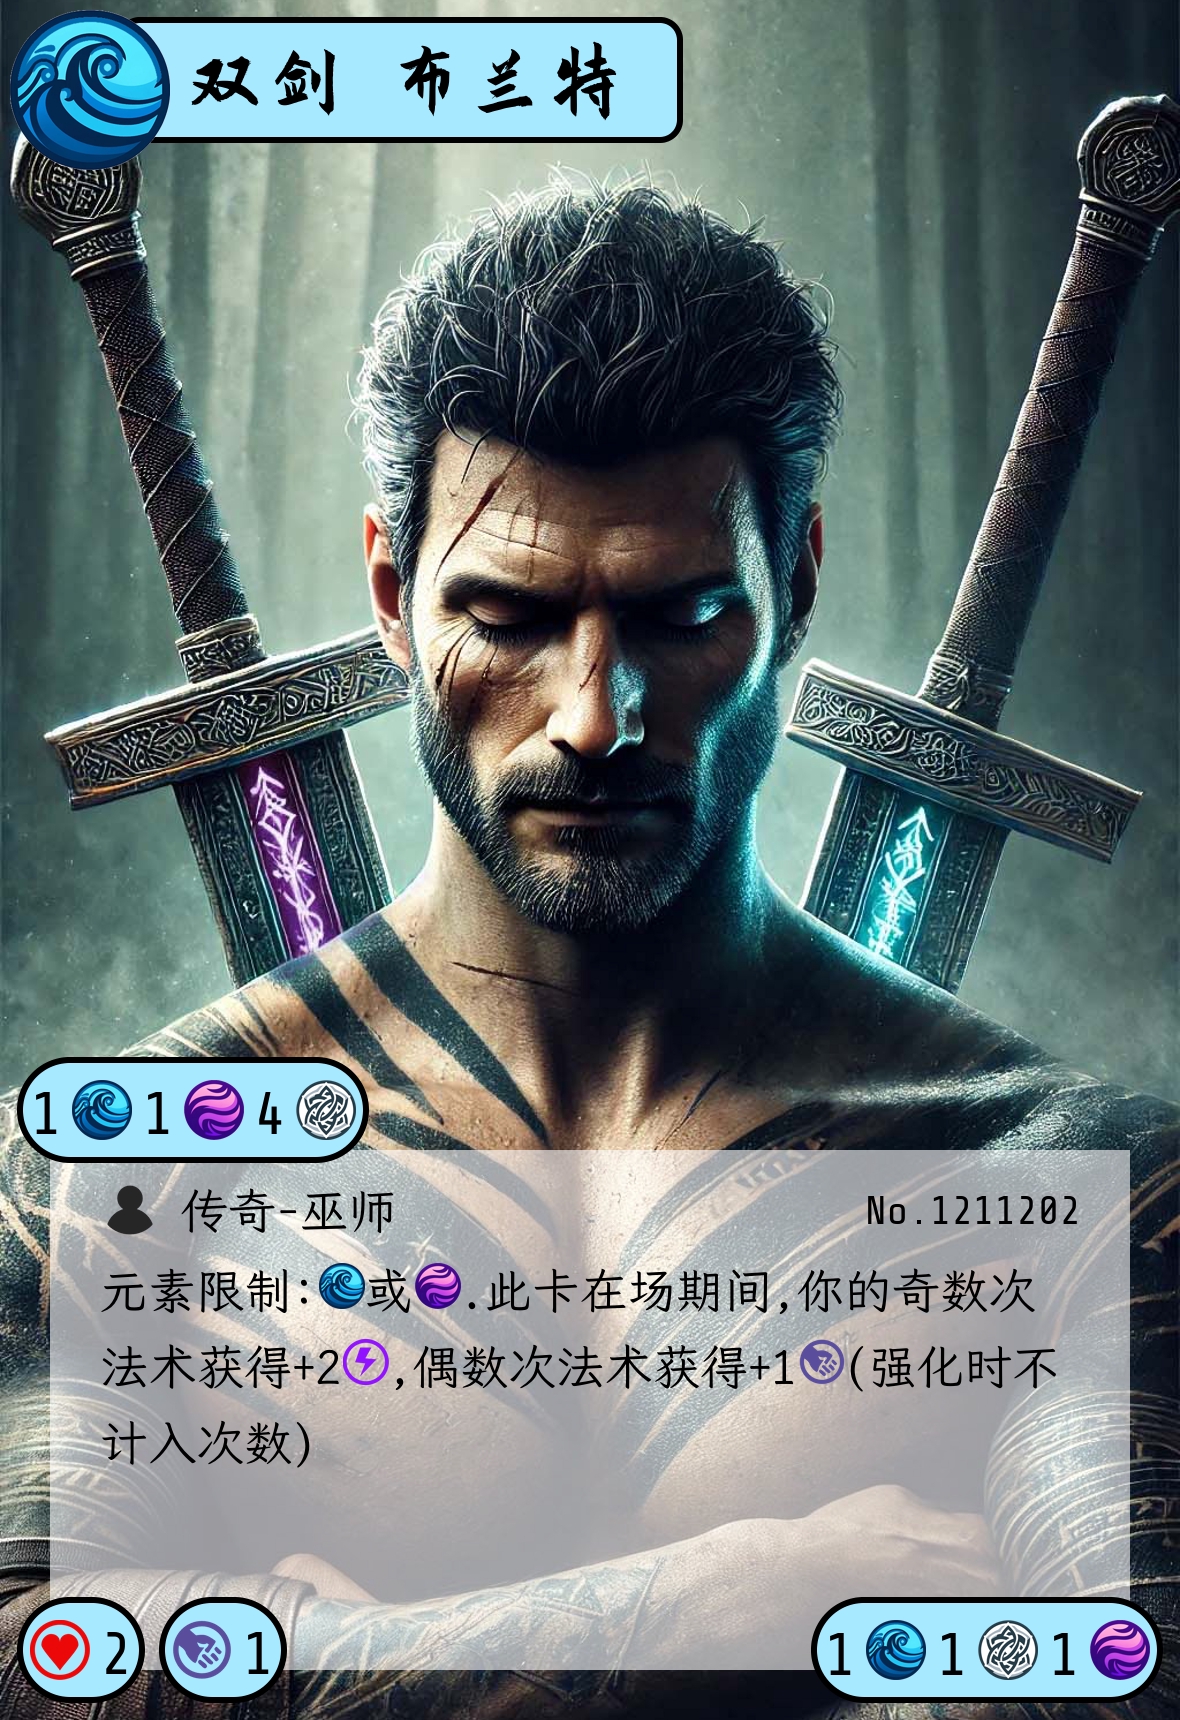 双剑 布兰特
1 1 4
传奇-巫师
No.1211202
元素限制:或.此卡在场期间,你的奇数次
法术获得+2,偶数次法术获得+1(强化时不
计入次数)
2 1
1 1 1